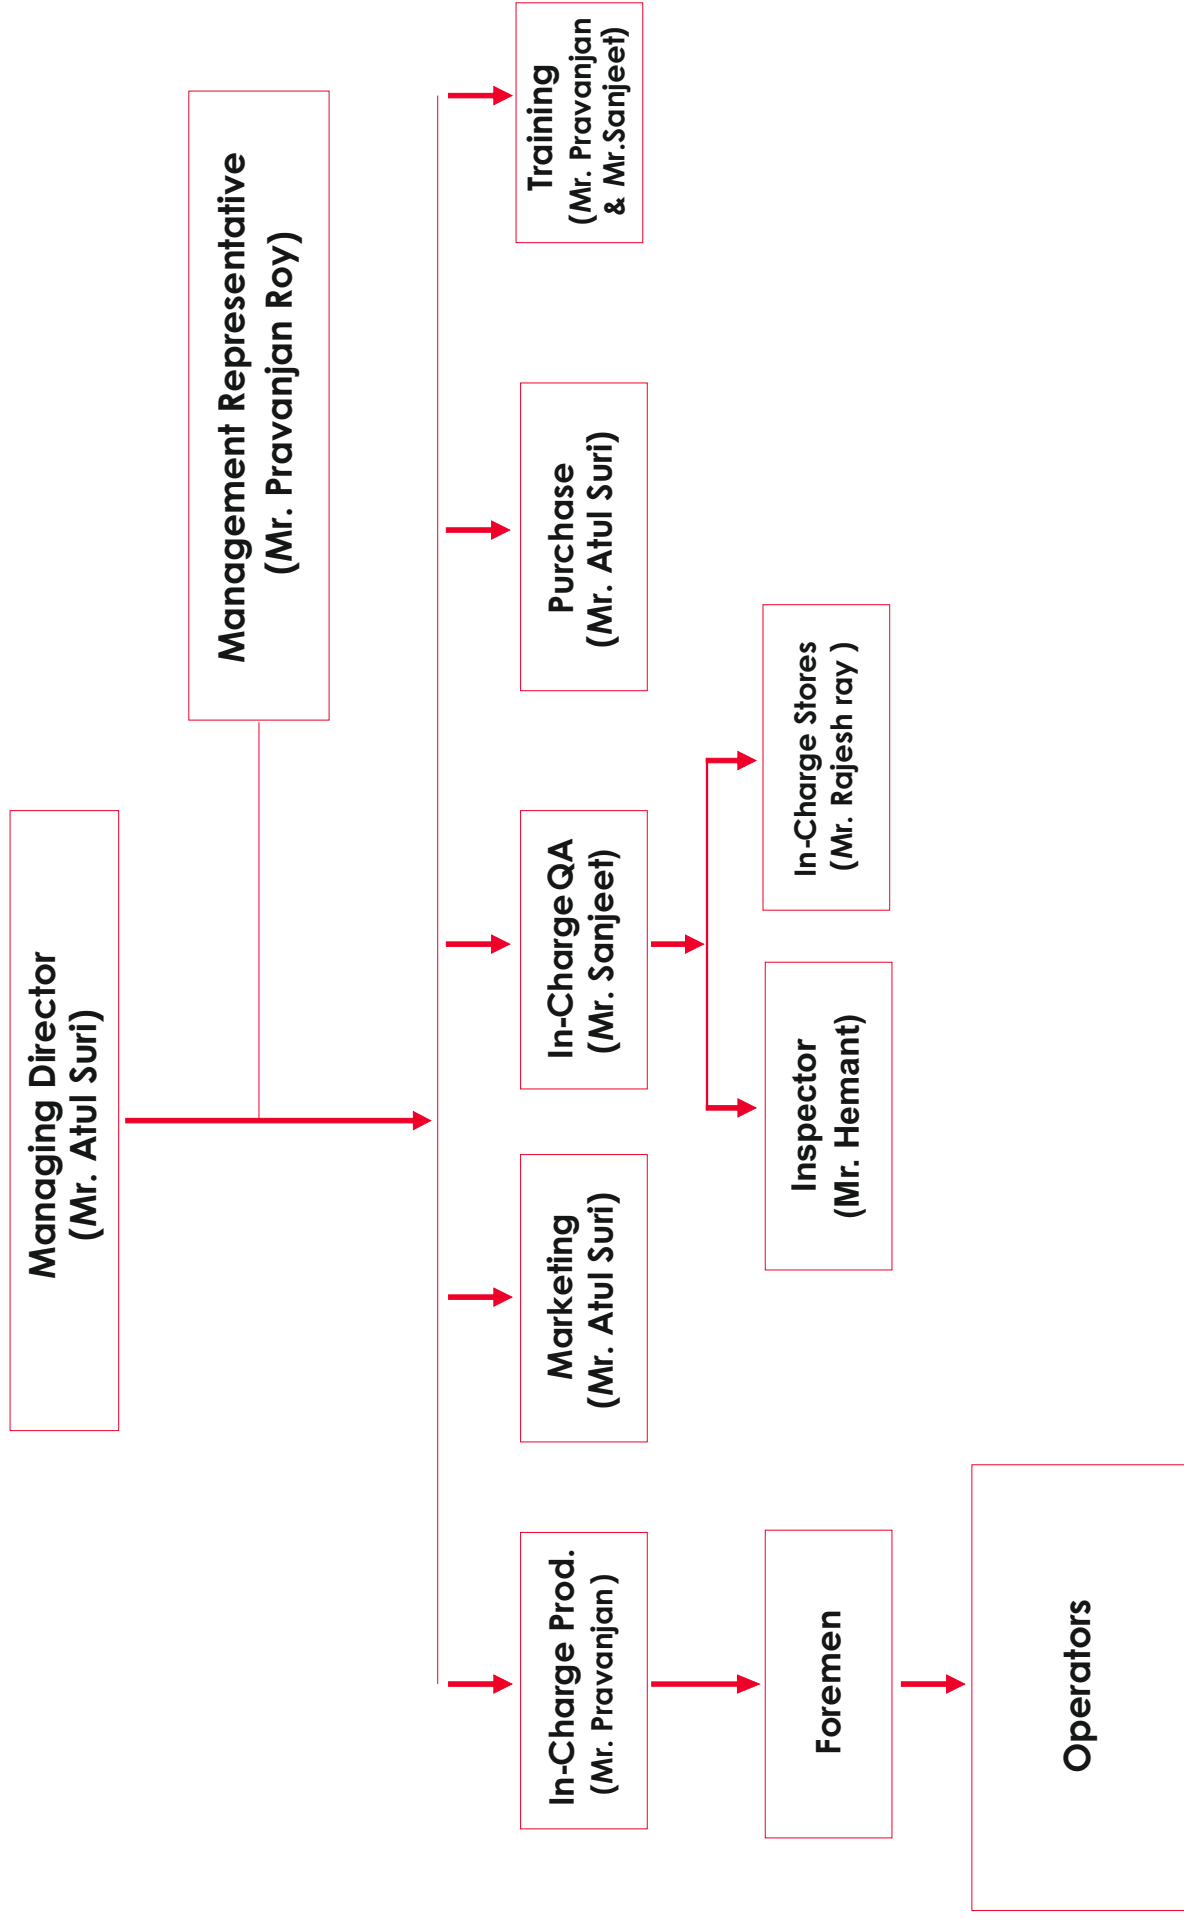 Managing Director
(Mr. Atul Suri)
Management Representative
(Mr. Pravanjan Roy)
In-Charge Prod.
(Mr. Pravanjan )
Marketing
(Mr. Atul Suri)
In-Charge QA
(Mr. Sanjeet)
Purchase
(Mr. Atul Suri)
Training
(Mr. Pravanjan
& Mr.Sanjeet)
Foremen
Inspector
(Mr. Hemant)
In-Charge Stores
(Mr. Rajesh ray )
Operators